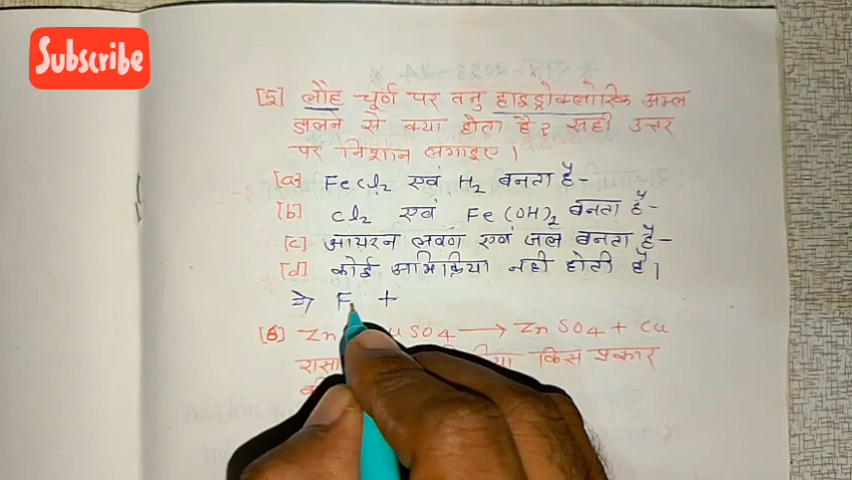 Subscribe
[5] लौह चूर्ण पर तनु हाइड्रोक्लोरिक अम्ल
डालने से क्या होता है? सही उत्तर
पर निशान लगाइए।
[a] FeCl2 एवं H2 बनता है-
[b] Cl2 एवं Fe(OH)2 बनता है-
[c] आयरन लवण एवं जल बनता है-
[d] कोई अभिक्रिया नही होती है।
⇒ F +
[6] Zn SO4 → ZnSO4 + Cu
किस प्रकार